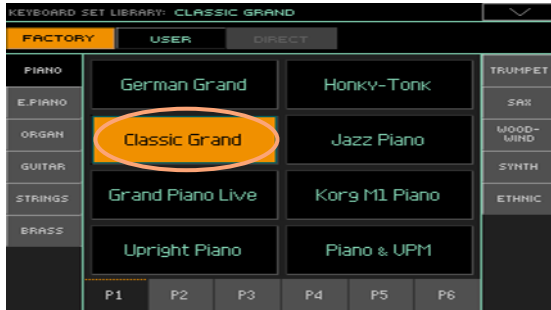 KEYBOARD SET LIBRARY: CLASSIC GRAND
FACTORY USER DIRECT
PIANO
E.PIANO
ORGAN
GUITAR
STRINGS
BRASS
German Grand Honky-Tonk
Classic Grand Jazz Piano
Grand Piano Live Korg M1 Piano
Upright Piano Piano & UPM
TRUMPET
SAX
WOOD-
WIND
SYNTH
ETHNIC
P1 P2 P3 P4 P5 P6